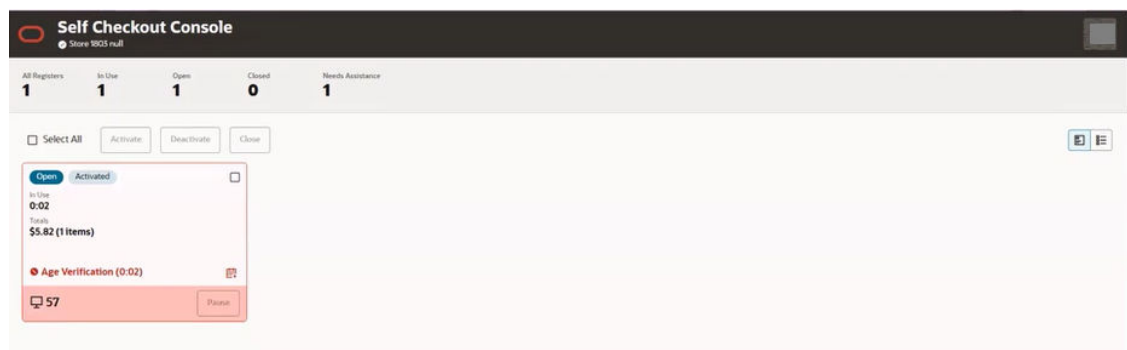 Self Checkout Console
Store 1803 null
All Registers In Use Open Closed Needs Assistance
1 1 1 0 1
Select All Activate Deactivate Close
Open Activated
In Use
0:02
Totals
$5.82 (1 items)
Age Verification (0:02)
57 Pause